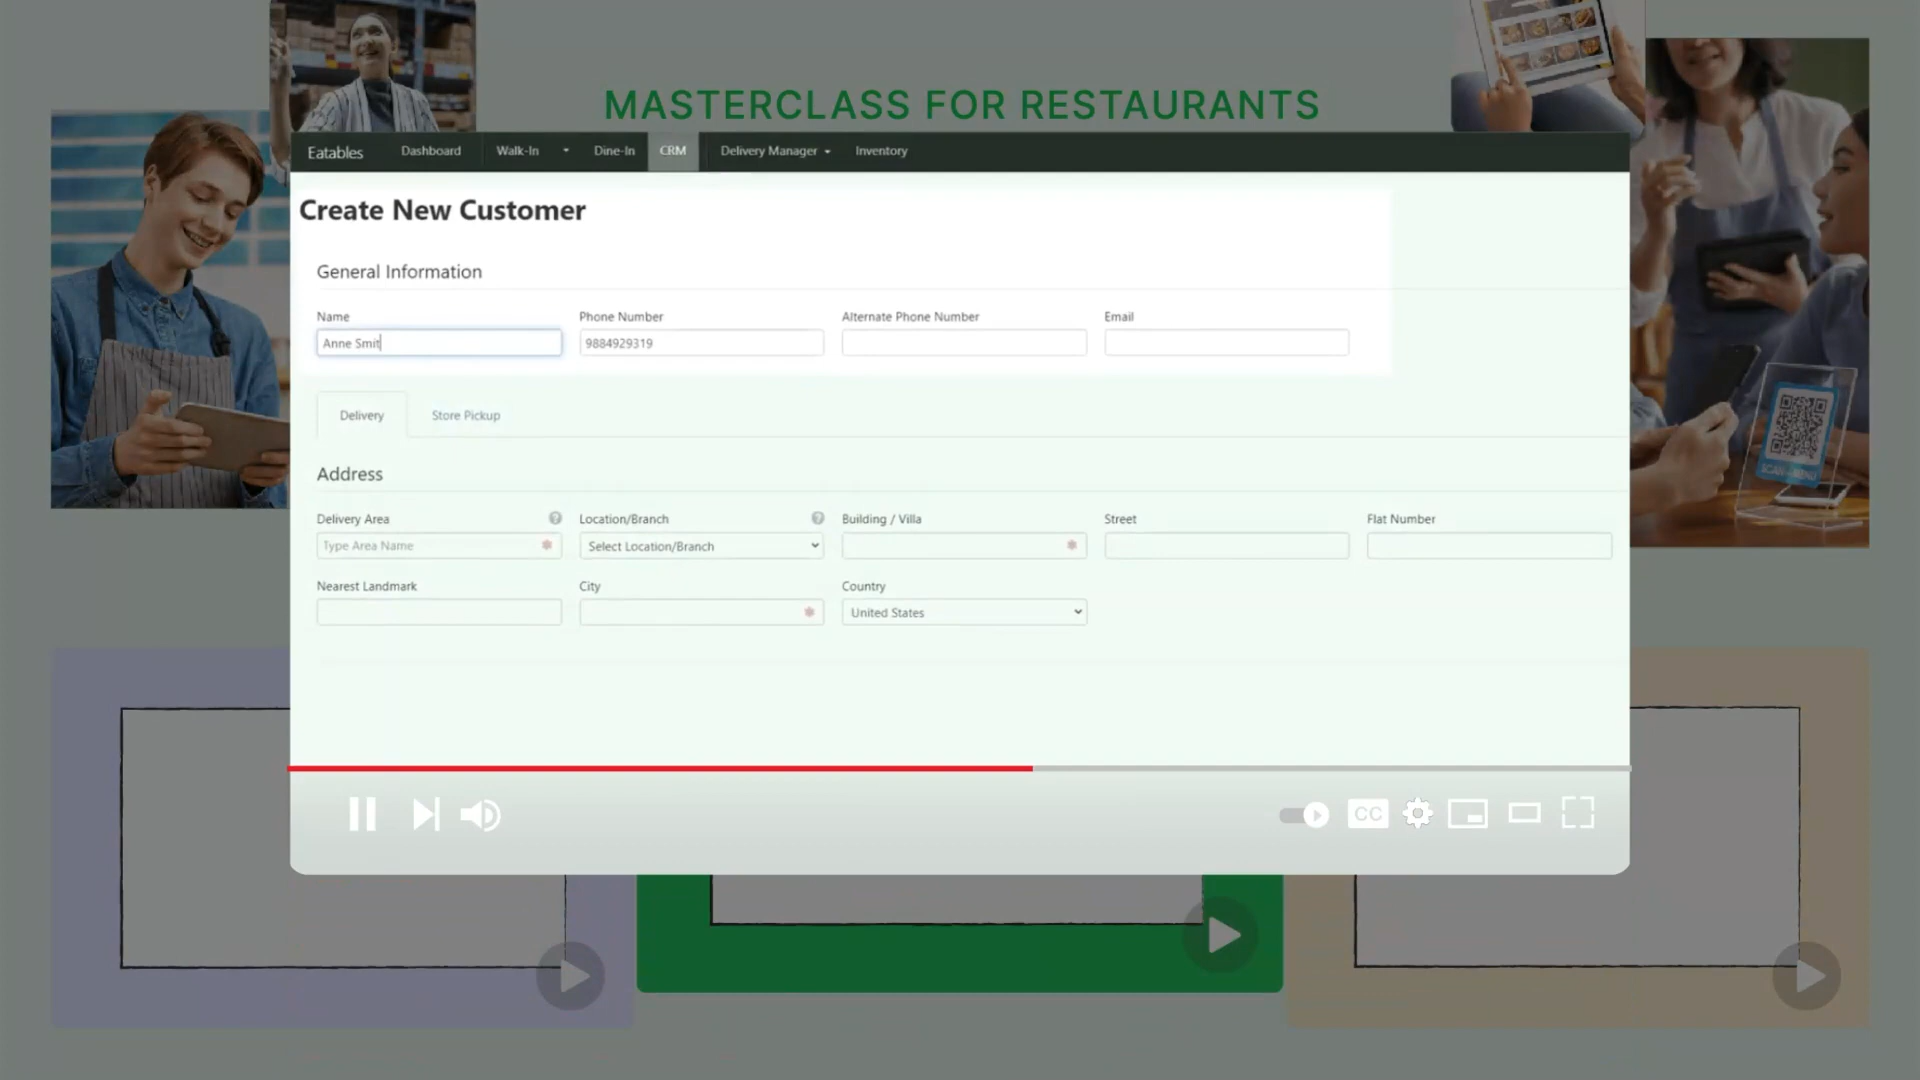 MASTERCLASS FOR RESTAURANTS
Eatables Dashboard Walk-In Dine-In CRM Delivery Manager Inventory
Create New Customer
General Information
Name Phone Number Alternate Phone Number Email
Anne Smit 9884929319
Delivery Store Pickup
Address
Delivery Area Location/Branch Building / Villa Street Flat Number
Type Area Name Select Location/Branch
Nearest Landmark City Country
United States
CC
SCAN MENU